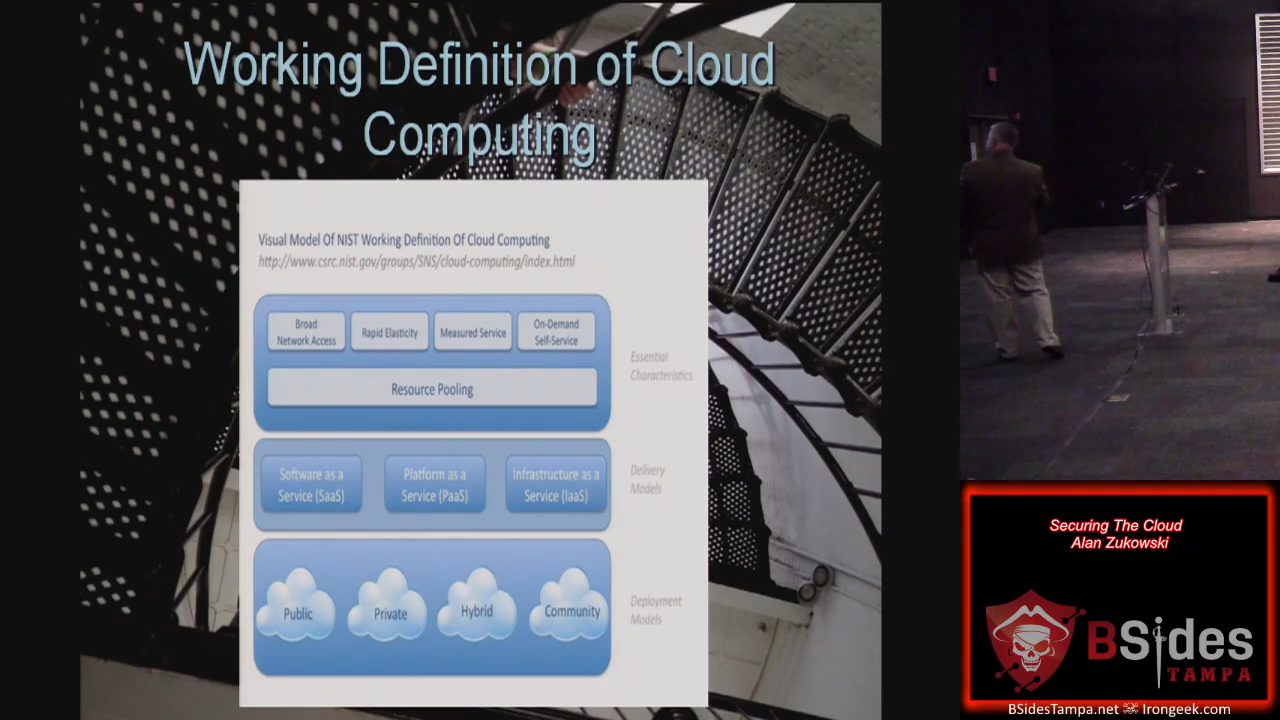 Working Definition of Cloud
Computing
Visual Model Of NIST Working Definition Of Cloud Computing
http://www.csrc.nist.gov/groups/SNS/cloud-computing/index.html
Broad
Network Access
Rapid Elasticity
Measured Service
On-Demand
Self-Service
Resource Pooling
Essential
Characteristics
Software as a
Service (SaaS)
Platform as a
Service (PaaS)
Infrastructure as a
Service (IaaS)
Delivery
Models
Public
Private
Hybrid
Community
Deployment
Models
Securing The Cloud
Alan Zukowski
BSides
TAMPA
BSidesTampa.net Irongeek.com